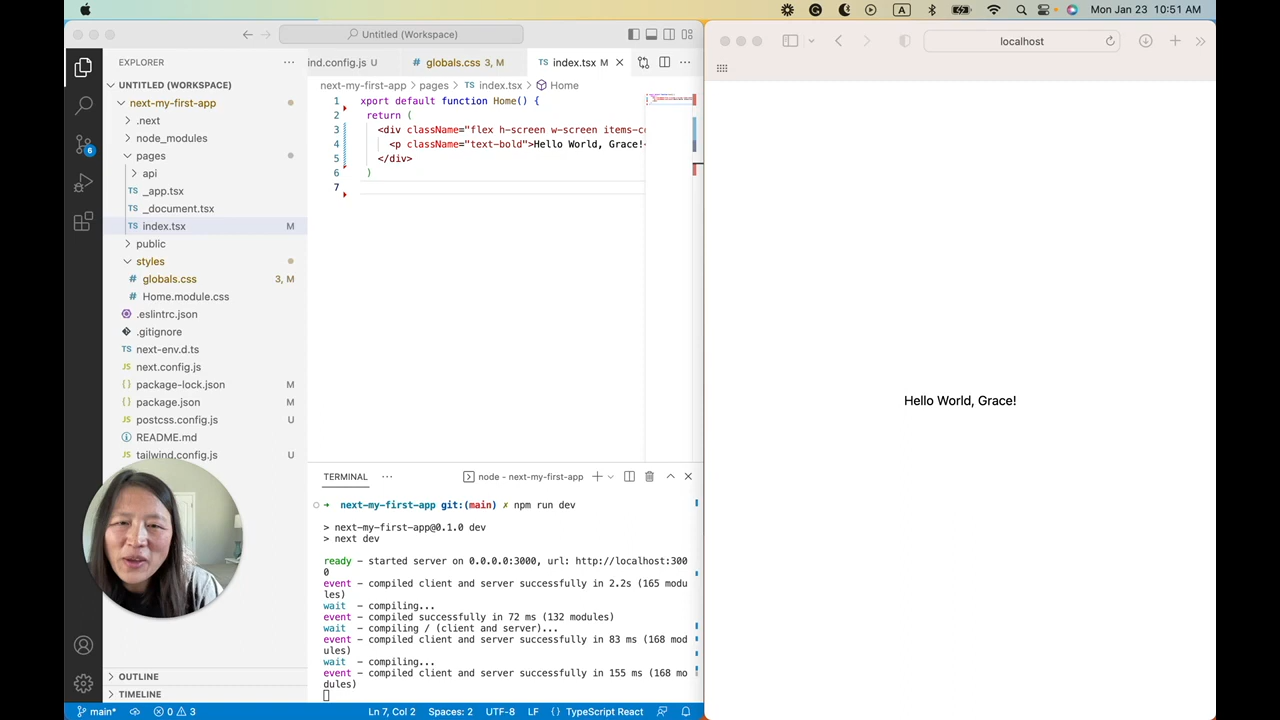 Mon Jan 23 10:51 AM
Untitled (Workspace)
localhost
EXPLORER
UNTITLED (WORKSPACE)
next-my-first-app
.next
node_modules
pages
api
TS _app.tsx
TS _document.tsx
TS index.tsx M
public
styles
# globals.css 3, M
# Home.module.css
.eslintrc.json
.gitignore
TS next-env.d.ts
JS next.config.js
{} package-lock.json M
{} package.json M
JS postcss.config.js U
README.md
JS tailwind.config.js U
OUTLINE
TIMELINE
6
ind.config.js U
# globals.css 3, M
TS index.tsx M
next-my-first-app > pages > TS index.tsx > Home
1 xport default function Home() {
2 return (
3 <div className="flex h-screen w-screen items-c
4 <p className="text-bold">Hello World, Grace!<
5 </div>
6 )
7
TERMINAL
node - next-my-first-app
next-my-first-app git:(main) ✗ npm run dev
> next-my-first-app@0.1.0 dev
> next dev
ready - started server on 0.0.0.0:3000, url: http://localhost:300
0
event - compiled client and server successfully in 2.2s (165 modu
les)
wait - compiling...
event - compiled successfully in 72 ms (132 modules)
wait - compiling / (client and server)...
event - compiled client and server successfully in 83 ms (168 mod
ules)
wait - compiling...
event - compiled client and server successfully in 155 ms (168 mo
dules)
main* 0 3
Ln 7, Col 2 Spaces: 2 UTF-8 LF {} TypeScript React
Hello World, Grace!